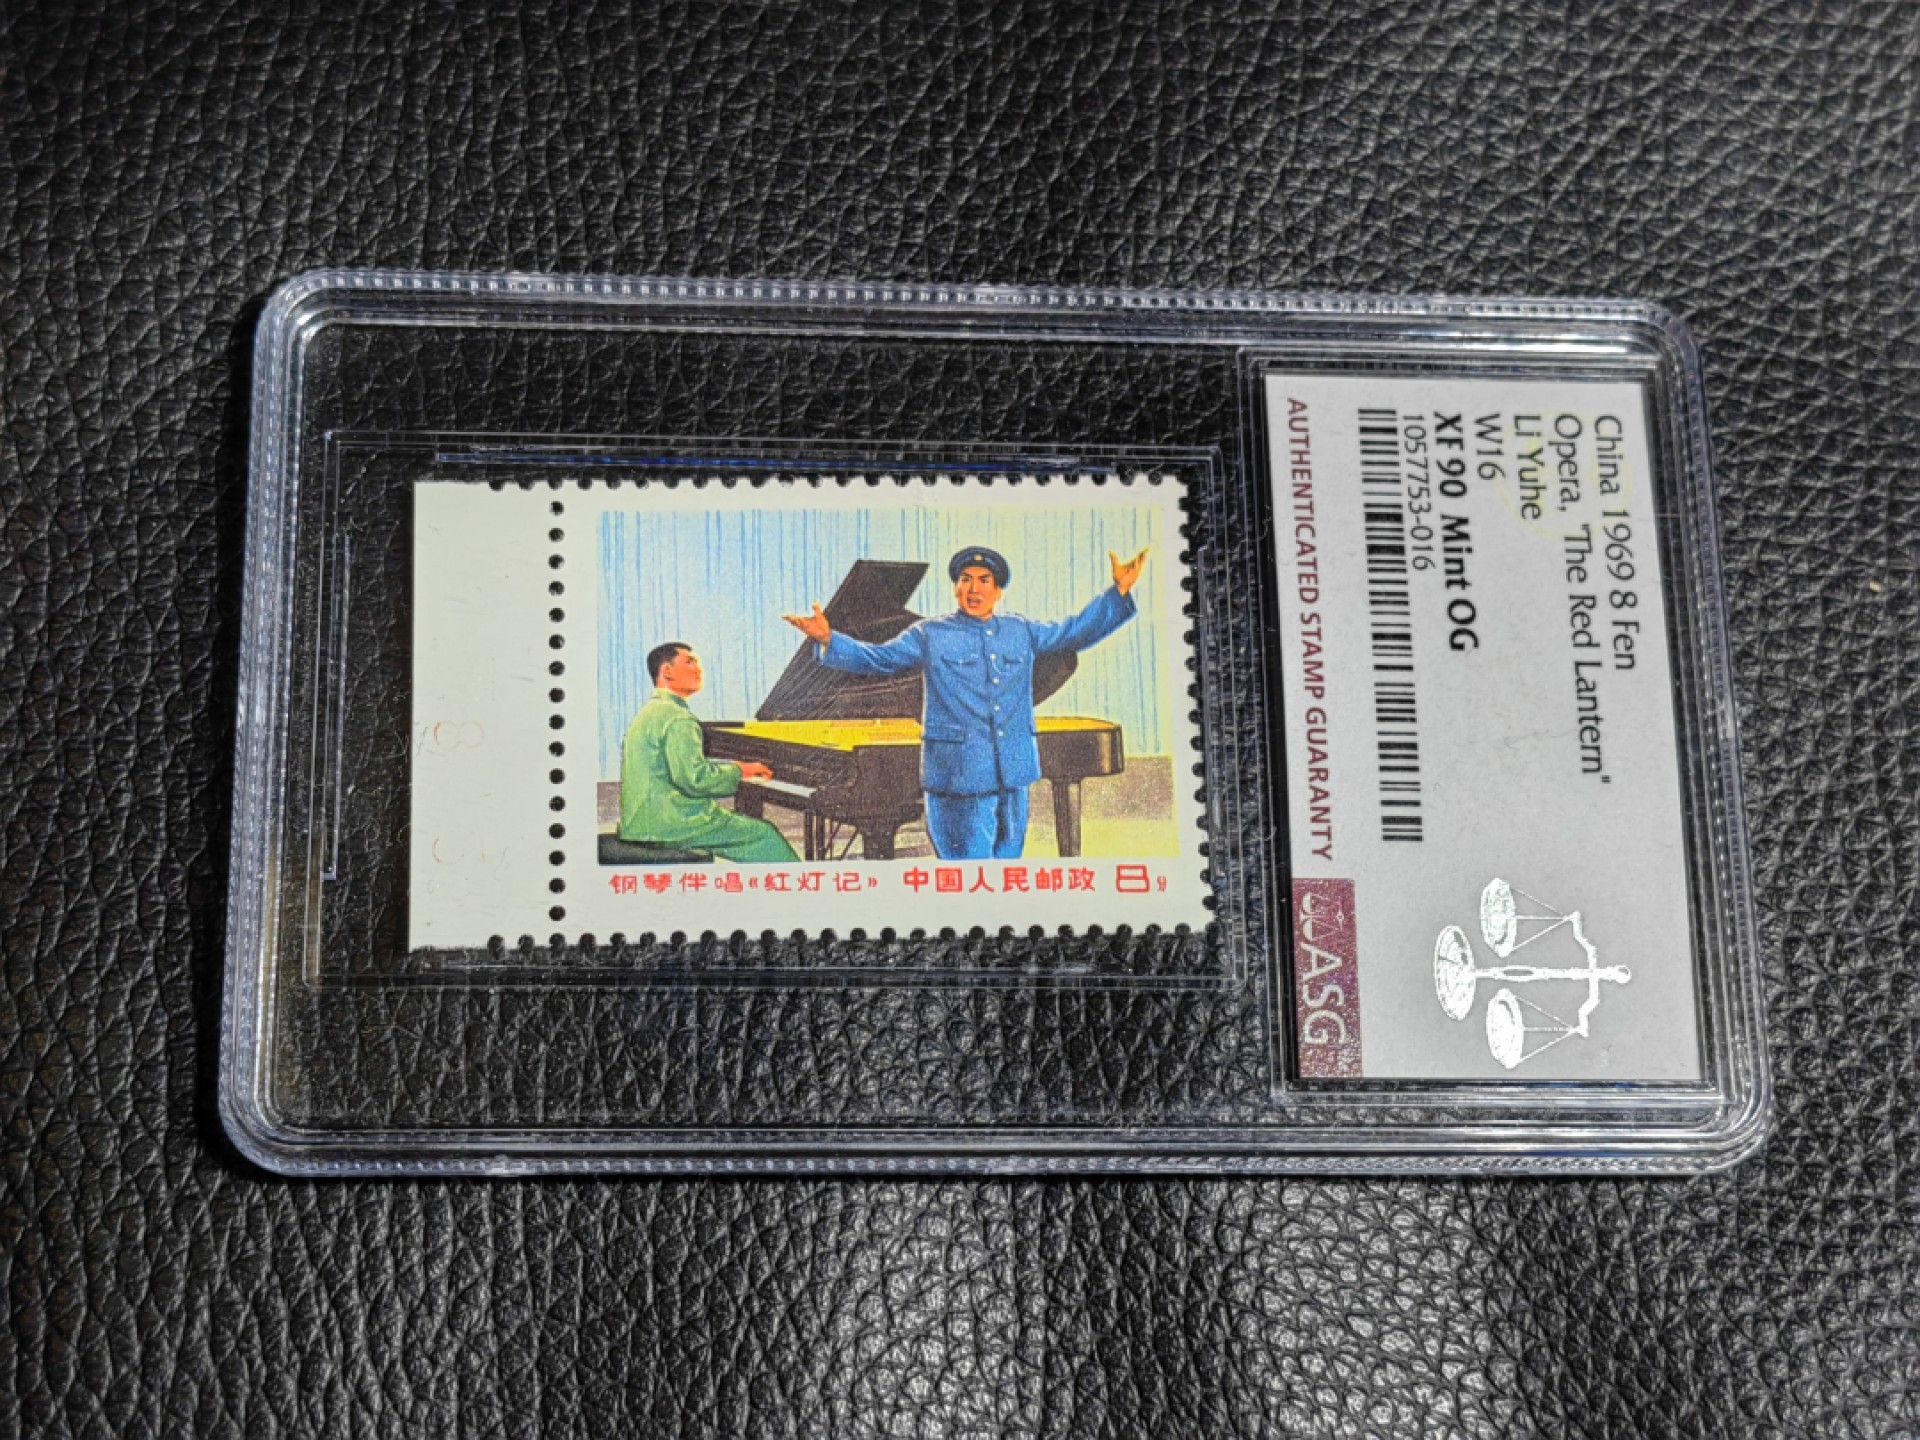 钢琴伴唱《红灯记》 中国人民邮政 8分
China 1969 8 Fen
Opera, "The Red Lantern"
Li Yuhe
W16
XF 90 Mint OG
1057753-016
AUTHENTICATED STAMP GUARANTY
ASG